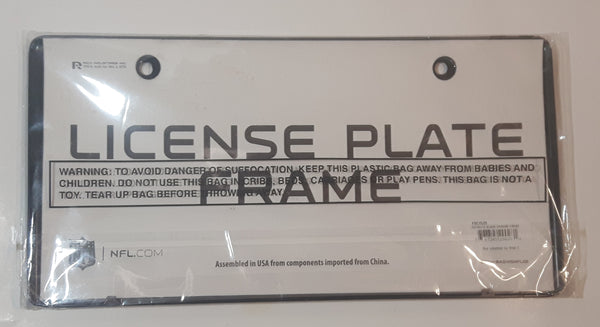 LICENSE PLATE
FRAME
WARNING: TO AVOID DANGER OF SUFFOCATION, KEEP THIS PLASTIC BAG AWAY FROM BABIES AND
CHILDREN. DO NOT USE THIS BAG IN CRIBS, BEDS, CARRIAGES OR PLAY PENS. THIS BAG IS NOT A
TOY. TEAR UP BAG BEFORE THROWING AWAY.
NFL.COM
Assembled in USA from components imported from China.